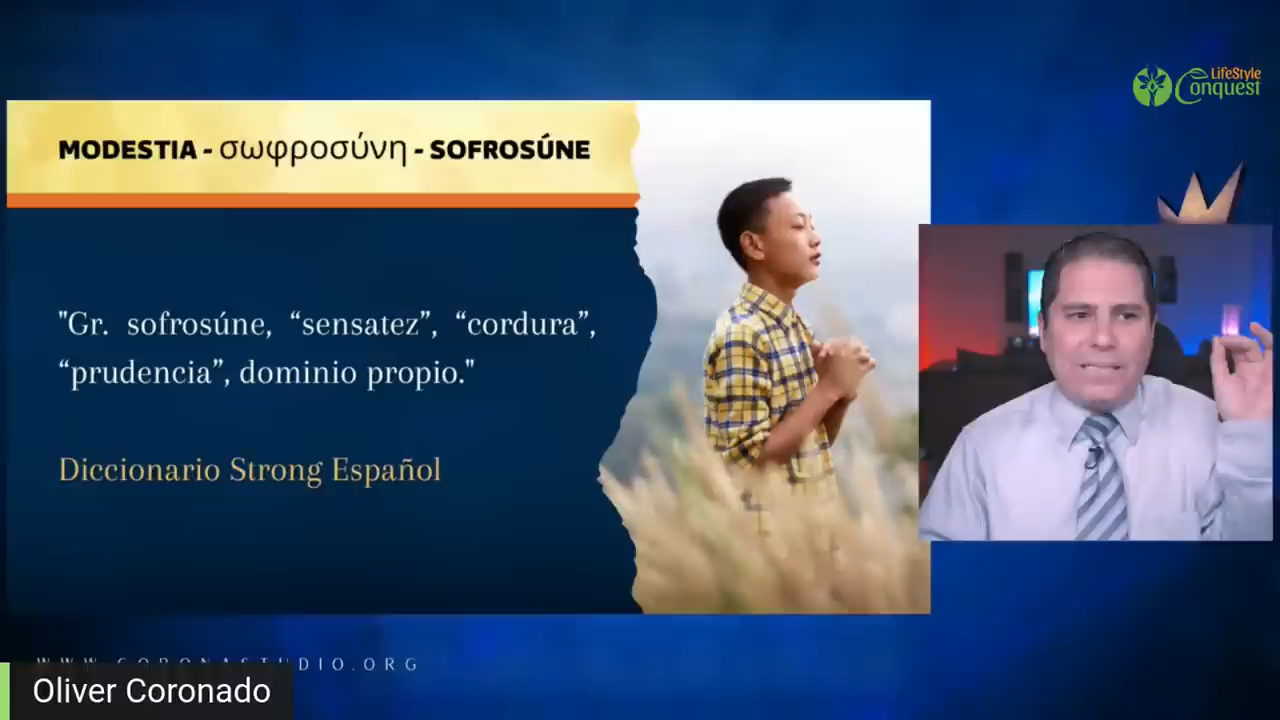 LifeStyle
Conquest
MODESTIA - σωφροσύνη - SOFROSÚNE
"Gr. sofrosúne, “sensatez”, “cordura”,
“prudencia”, dominio propio."
Diccionario Strong Español
WWW.CORONASTUDIO.ORG
Oliver Coronado